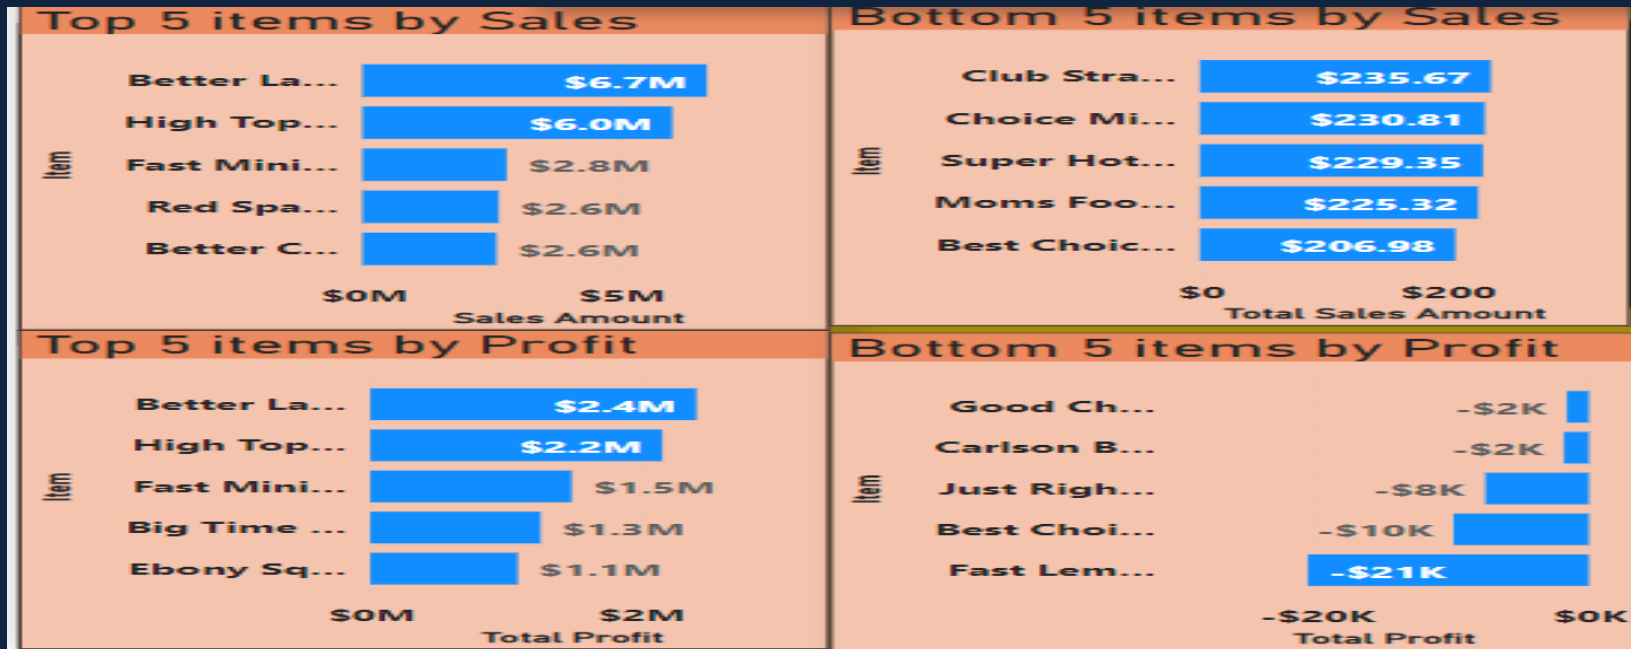 Top 5 items by Sales
Item
Better La... $6.7M
High Top... $6.0M
Fast Mini... $2.8M
Red Spa... $2.6M
Better C... $2.6M
$0M $5M
Sales Amount
Bottom 5 items by Sales
Item
Club Stra... $235.67
Choice Mi... $230.81
Super Hot... $229.35
Moms Foo... $225.32
Best Choic... $206.98
$0 $200
Total Sales Amount
Top 5 items by Profit
Item
Better La... $2.4M
High Top... $2.2M
Fast Mini... $1.5M
Big Time ... $1.3M
Ebony Sq... $1.1M
$0M $2M
Total Profit
Bottom 5 items by Profit
Item
Good Ch... -$2K
Carlson B... -$2K
Just Righ... -$8K
Best Choi... -$10K
Fast Lem... -$21K
-$20K $0K
Total Profit